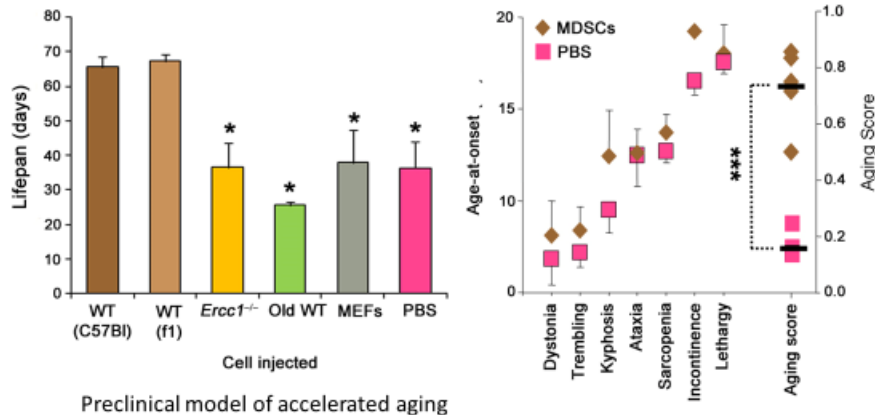 80
70
60
50
40
30
20
10
0
Lifepan (days)
*
*
*
*
WT
(C57Bl)
WT
(f1)
Ercc1⁻/⁻
Old WT
MEFs
PBS
Cell injected
Preclinical model of accelerated aging
20
15
10
20
Age-at-onset
MDSCs
PBS
***
1.0
0.8
0.6
0.4
0.2
0.0
Aging Score
Dystonia
Trembling
Kyphosis
Ataxia
Sarcopenia
Incontinence
Lethargy
Aging score